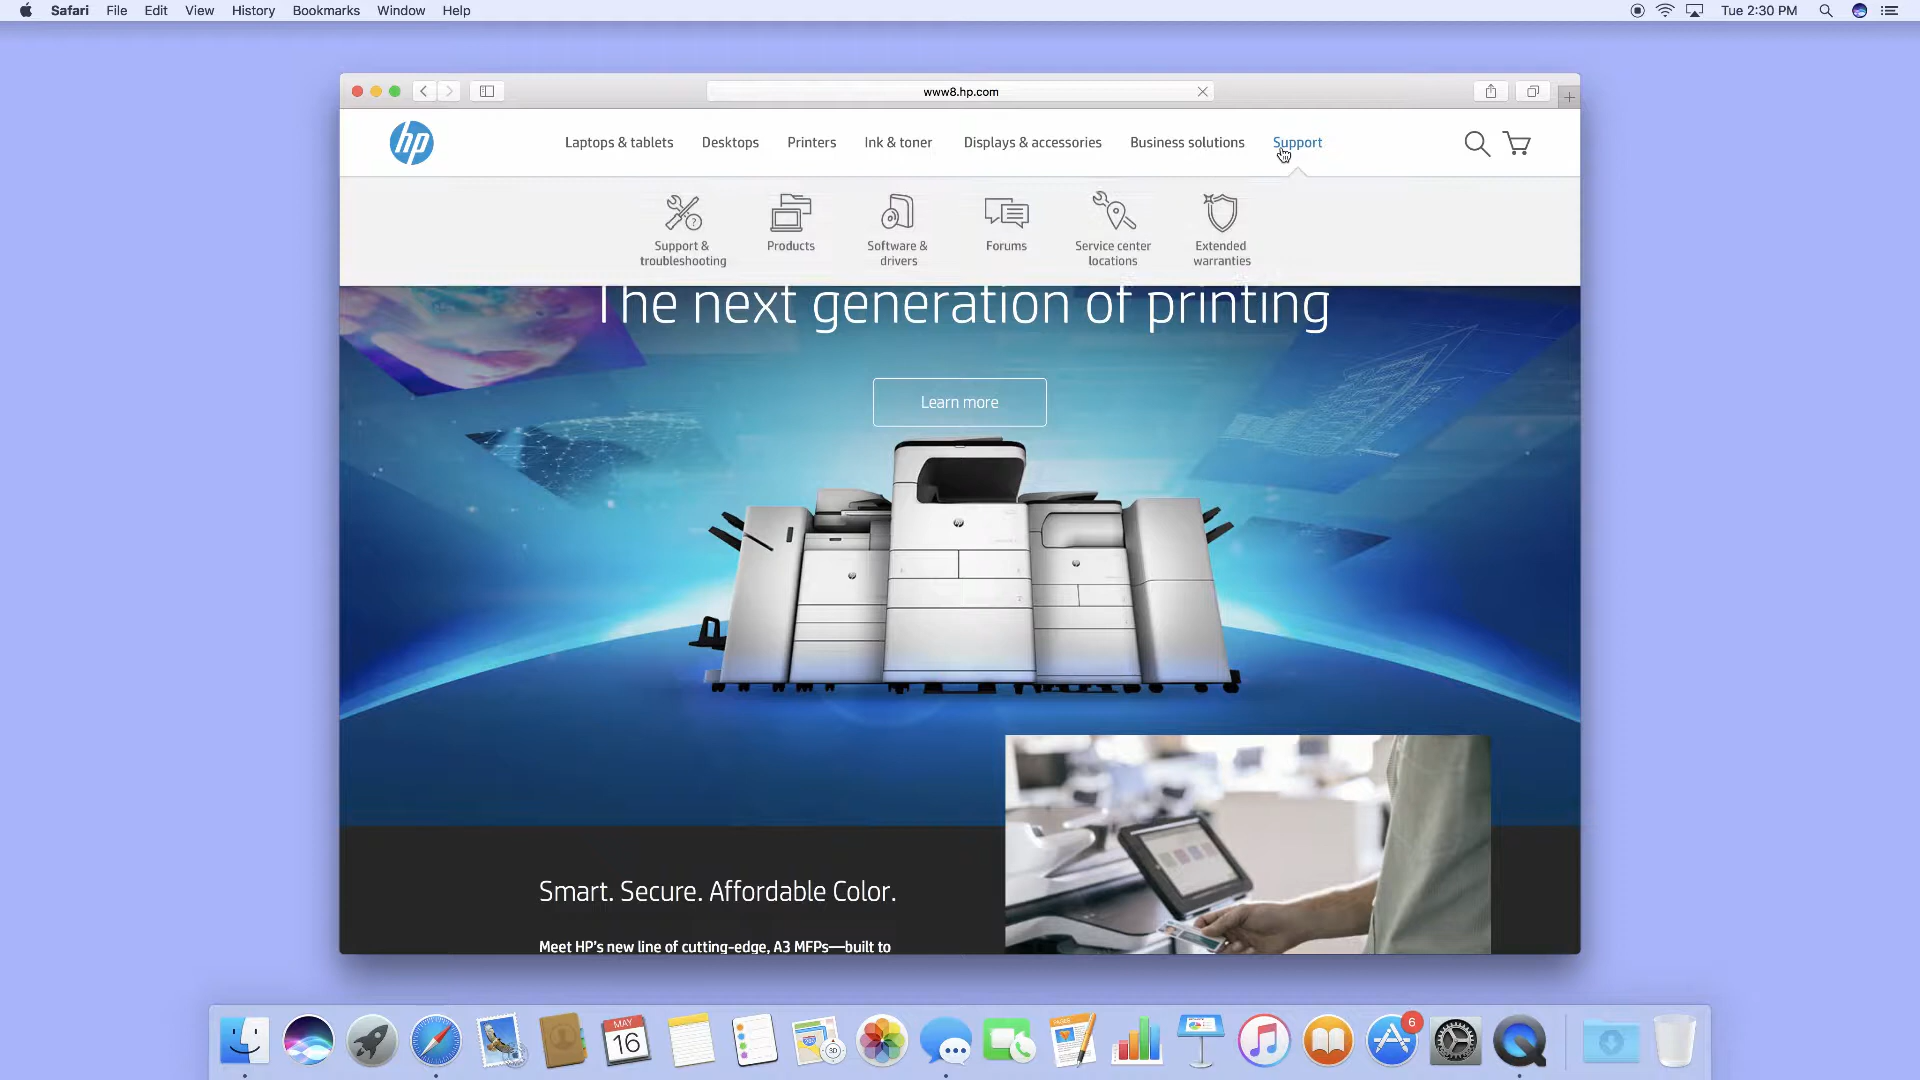 Safari File Edit View History Bookmarks Window Help
Tue 2:30 PM
www8.hp.com
hp
Laptops & tablets Desktops Printers Ink & toner Displays & accessories Business solutions Support
Support & troubleshooting
Products
Software & drivers
Forums
Service center locations
Extended warranties
The next generation of printing
Learn more
Smart. Secure. Affordable Color.
Meet HP's new line of cutting-edge, A3 MFPs—built to
MAY
16
3D
PAGES
6